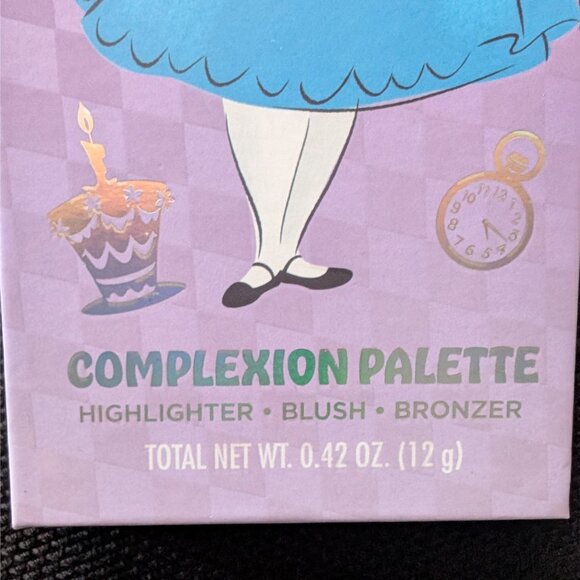 COMPLEXION PALETTE
HIGHLIGHTER • BLUSH • BRONZER
TOTAL NET WT. 0.42 OZ. (12 g)